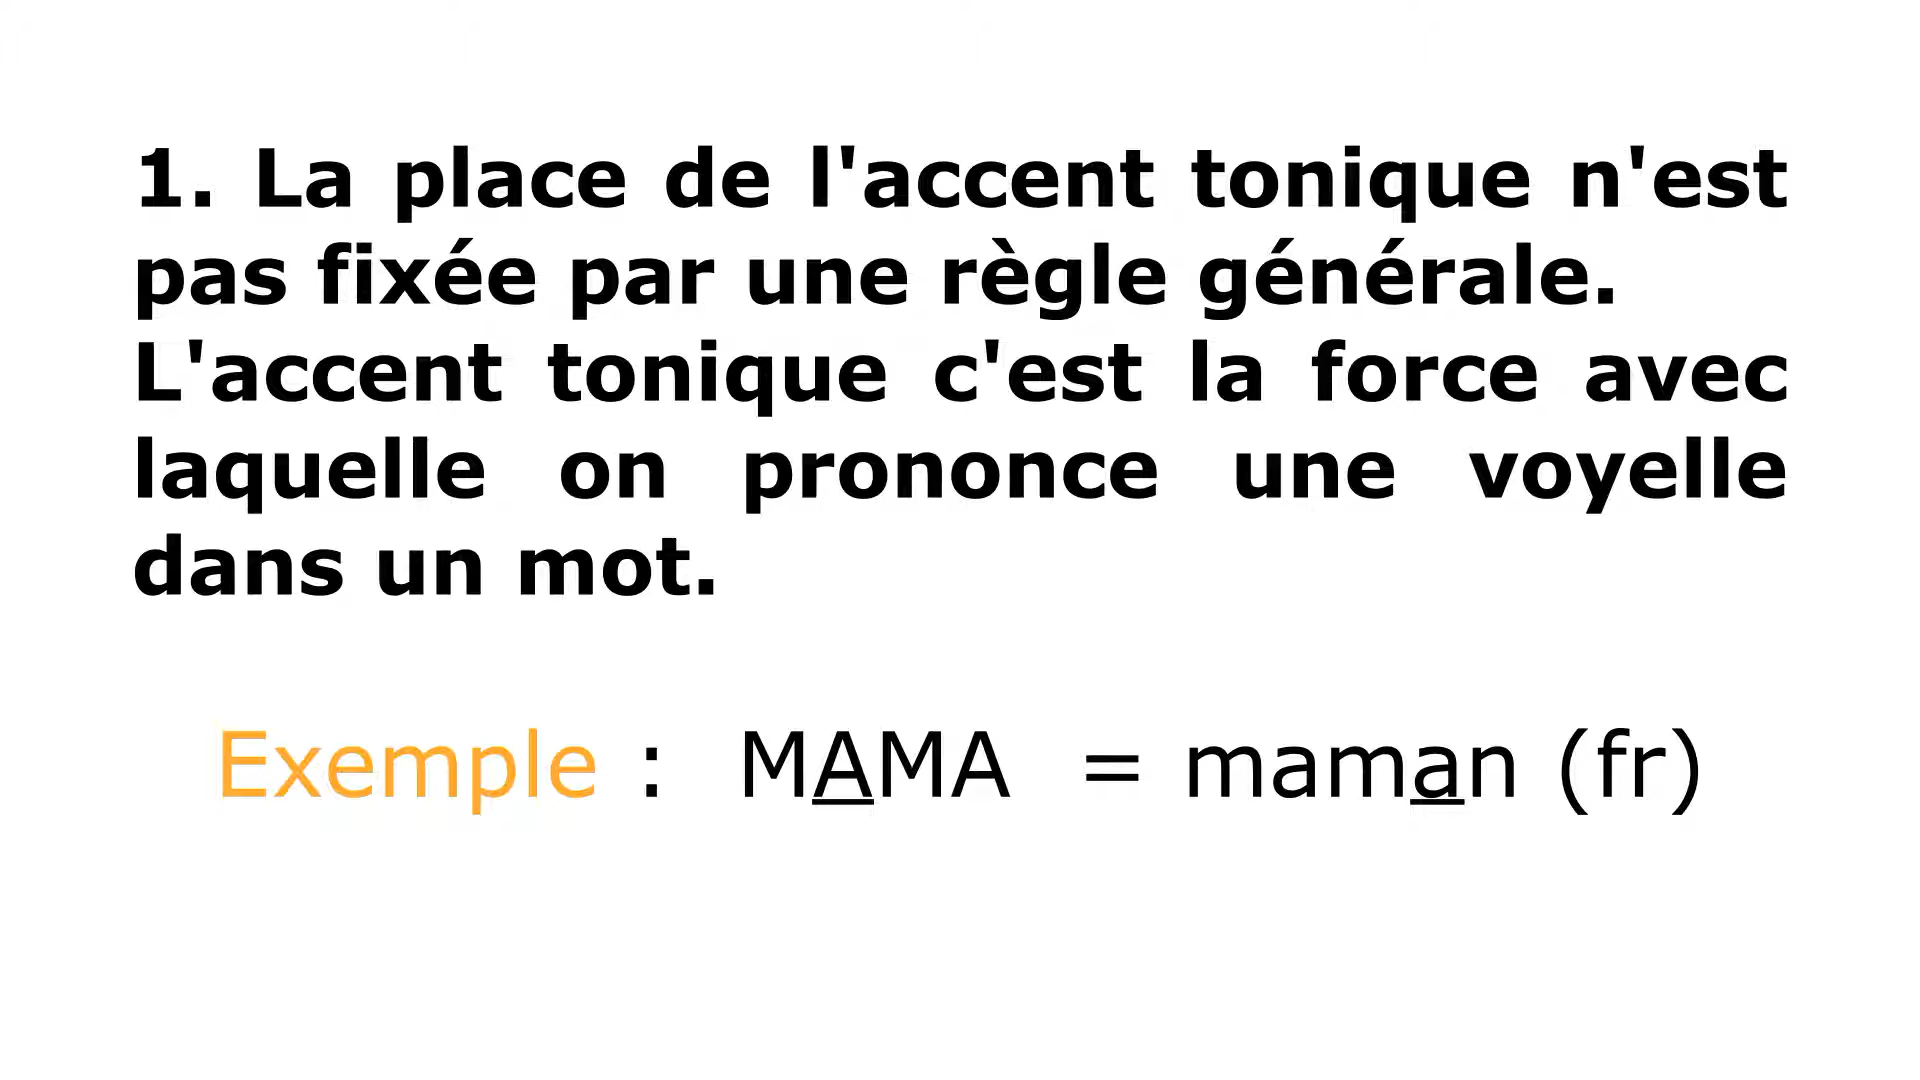 1. La place de l'accent tonique n'est
pas fixée par une règle générale.
L'accent tonique c'est la force avec
laquelle on prononce une voyelle
dans un mot.
Exemple : MAMA = maman (fr)